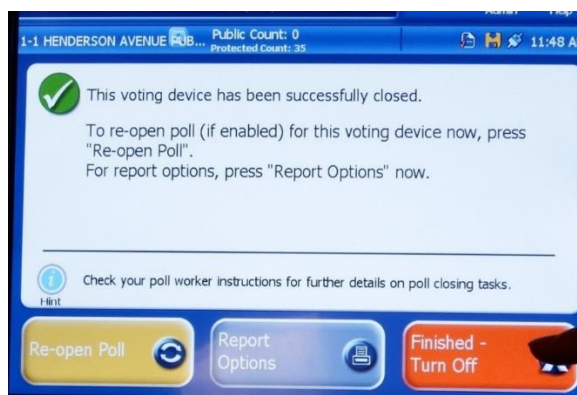 Admin Help
1-1 HENDERSON AVENUE PUB... Public Count: 0
Protected Count: 35
11:48 A
This voting device has been successfully closed.
To re-open poll (if enabled) for this voting device now, press
"Re-open Poll".
For report options, press "Report Options" now.
Check your poll worker instructions for further details on poll closing tasks.
Hint
Re-open Poll
Report
Options
Finished -
Turn Off